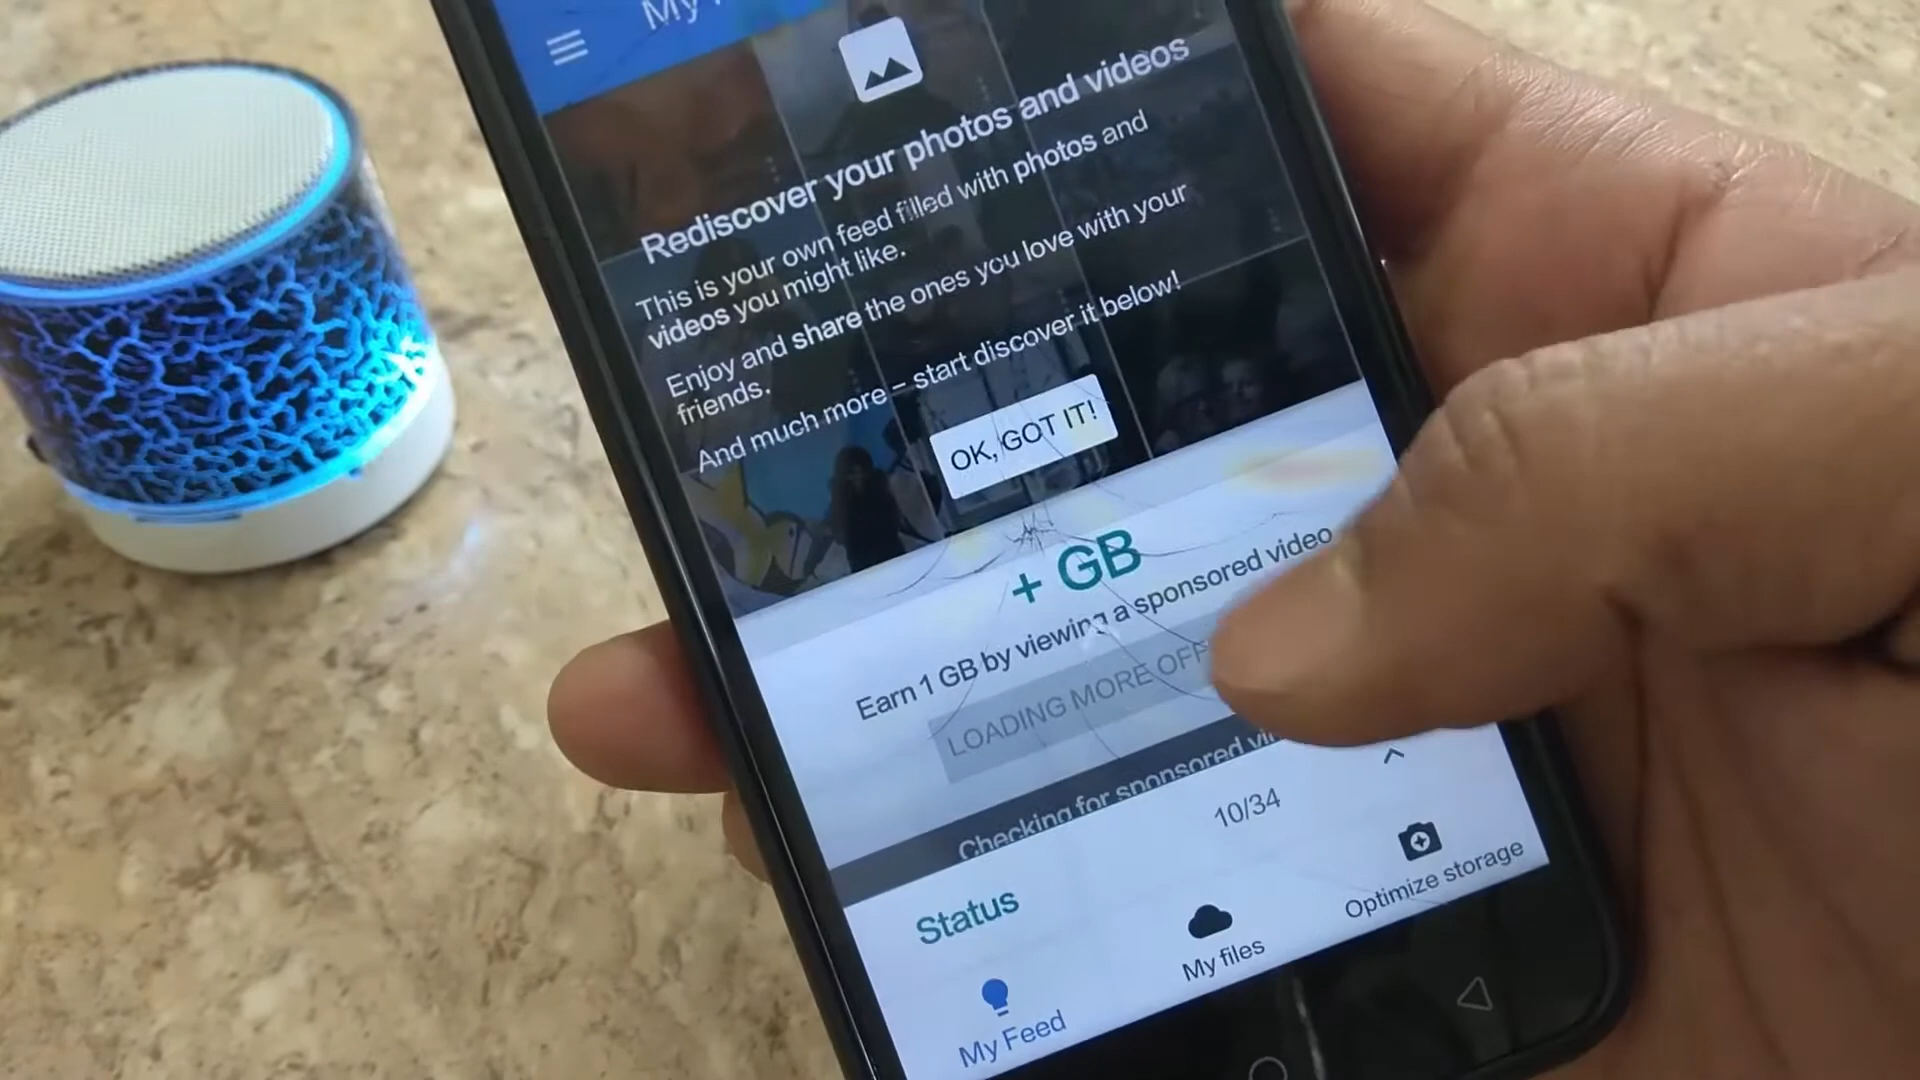 My
Rediscover your photos and videos
This is your own feed filled with photos and
videos you might like.
Enjoy and share the ones you love with your
friends.
And much more – start discover it below!
OK, GOT IT!
+ GB
Earn 1 GB by viewing a sponsored video
LOADING MORE OFF
Checking for sponsored vi
Status
10/34
My Feed
My files
Optimize storage